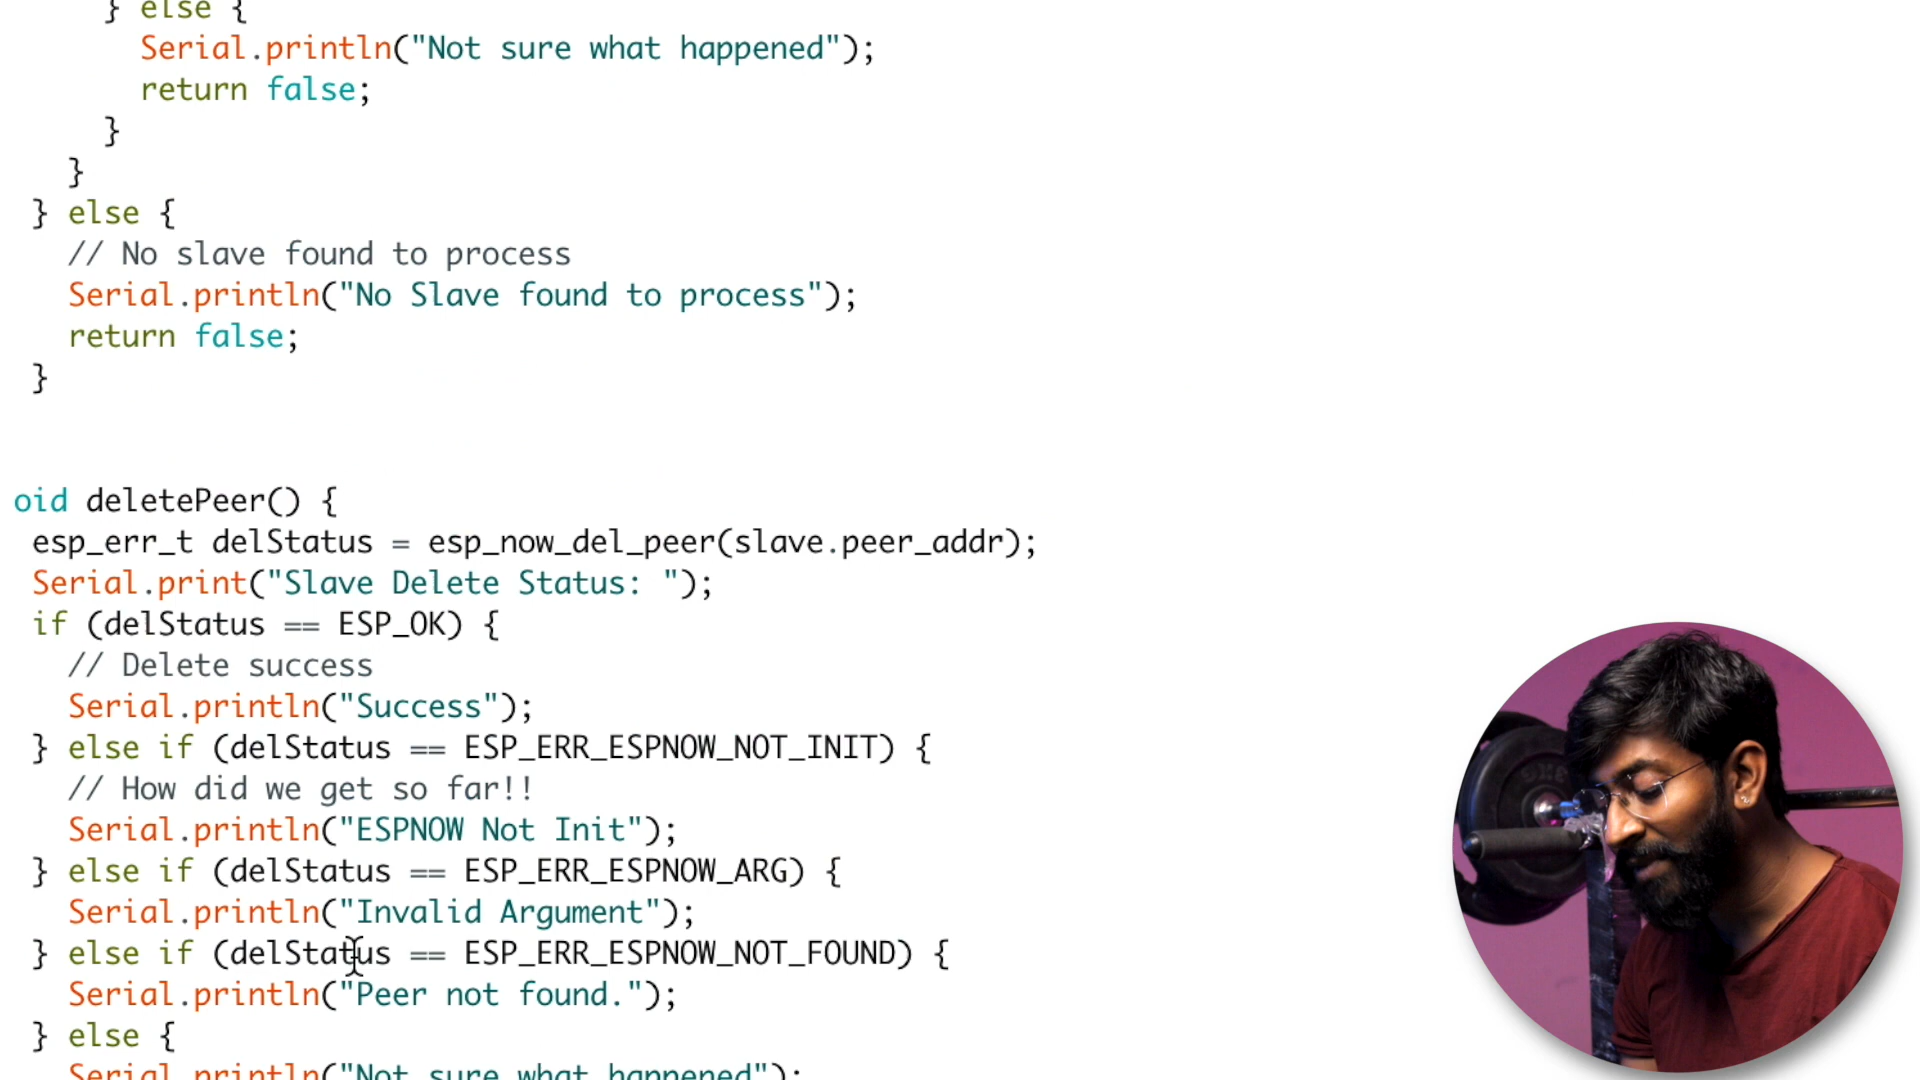 } else {
Serial.println("Not sure what happened");
return false;
}
}
} else {
// No slave found to process
Serial.println("No Slave found to process");
return false;
}
oid deletePeer() {
esp_err_t delStatus = esp_now_del_peer(slave.peer_addr);
Serial.print("Slave Delete Status: ");
if (delStatus == ESP_OK) {
// Delete success
Serial.println("Success");
} else if (delStatus == ESP_ERR_ESPNOW_NOT_INIT) {
// How did we get so far!!
Serial.println("ESPNOW Not Init");
} else if (delStatus == ESP_ERR_ESPNOW_ARG) {
Serial.println("Invalid Argument");
} else if (delStatus == ESP_ERR_ESPNOW_NOT_FOUND) {
Serial.println("Peer not found.");
} else {
Serial.println("Not sure what happened");